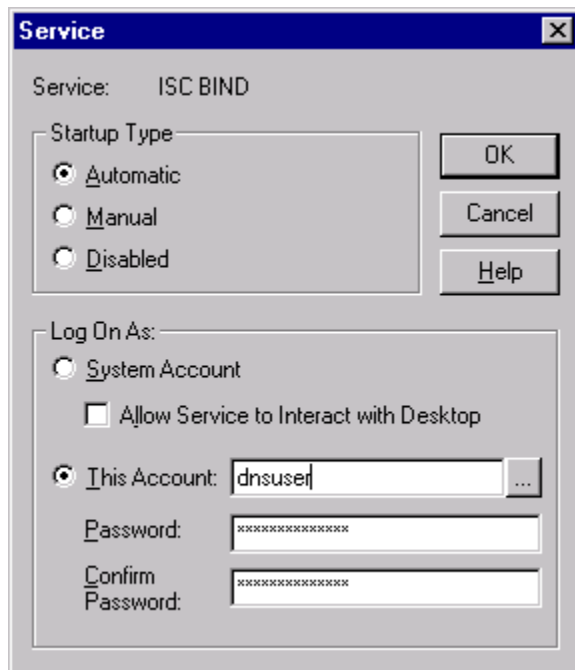 Service
Service: ISC BIND
Startup Type
Automatic
Manual
Disabled
OK
Cancel
Help
Log On As:
System Account
Allow Service to Interact with Desktop
This Account: dnsuser ...
Password: **************
Confirm Password: **************